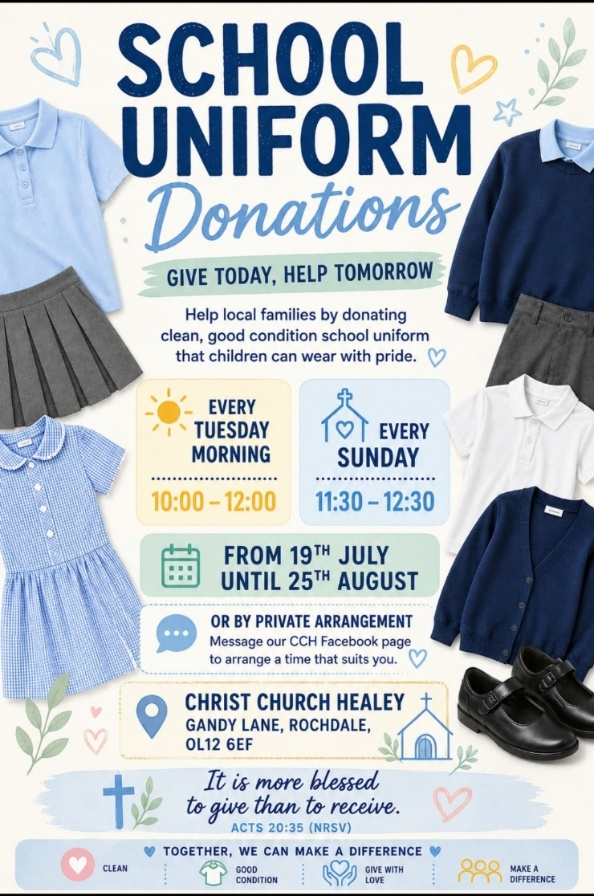 SCHOOL
UNIFORM
Donations
GIVE TODAY, HELP TOMORROW
Help local families by donating
clean, good condition school uniform
that children can wear with pride.
EVERY
TUESDAY
MORNING
10:00 – 12:00
EVERY
SUNDAY
11:30 – 12:30
FROM 19TH JULY
UNTIL 25TH AUGUST
OR BY PRIVATE ARRANGEMENT
Message our CCH Facebook page
to arrange a time that suits you.
CHRIST CHURCH HEALEY
GANDY LANE, ROCHDALE,
OL12 6EF
It is more blessed
to give than to receive.
ACTS 20:35 (NRSV)
TOGETHER, WE CAN MAKE A DIFFERENCE
CLEAN
GOOD
CONDITION
GIVE WITH
LOVE
MAKE A
DIFFERENCE